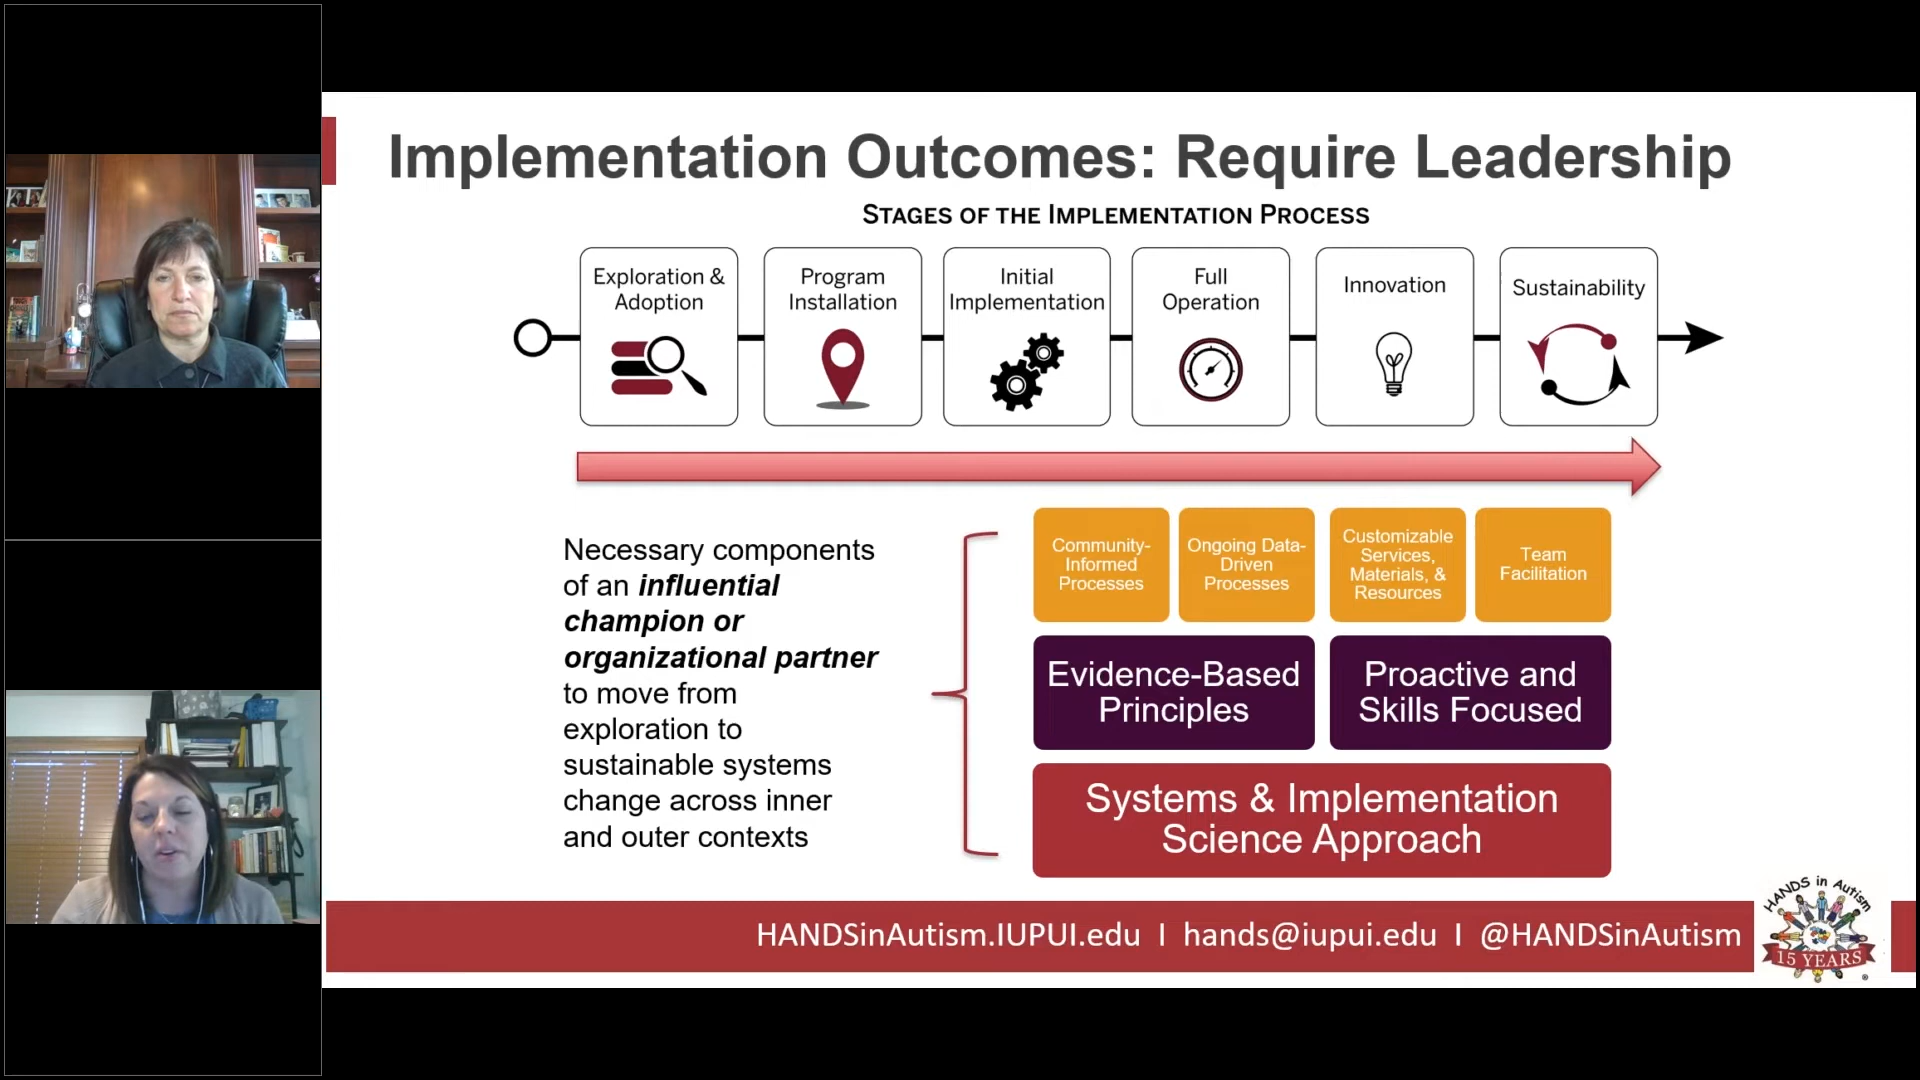 Implementation Outcomes: Require Leadership
STAGES OF THE IMPLEMENTATION PROCESS
Exploration &
Adoption
Program
Installation
Initial
Implementation
Full
Operation
Innovation
Sustainability
Necessary components
of an influential
champion or
organizational partner
to move from
exploration to
sustainable systems
change across inner
and outer contexts
Community-
Informed
Processes
Ongoing Data-
Driven
Processes
Customizable
Services,
Materials, &
Resources
Team
Facilitation
Evidence-Based
Principles
Proactive and
Skills Focused
Systems & Implementation
Science Approach
HANDSinAutism.IUPUI.edu I hands@iupui.edu I @HANDSinAutism
HANDS in Autism
15 YEARS
®